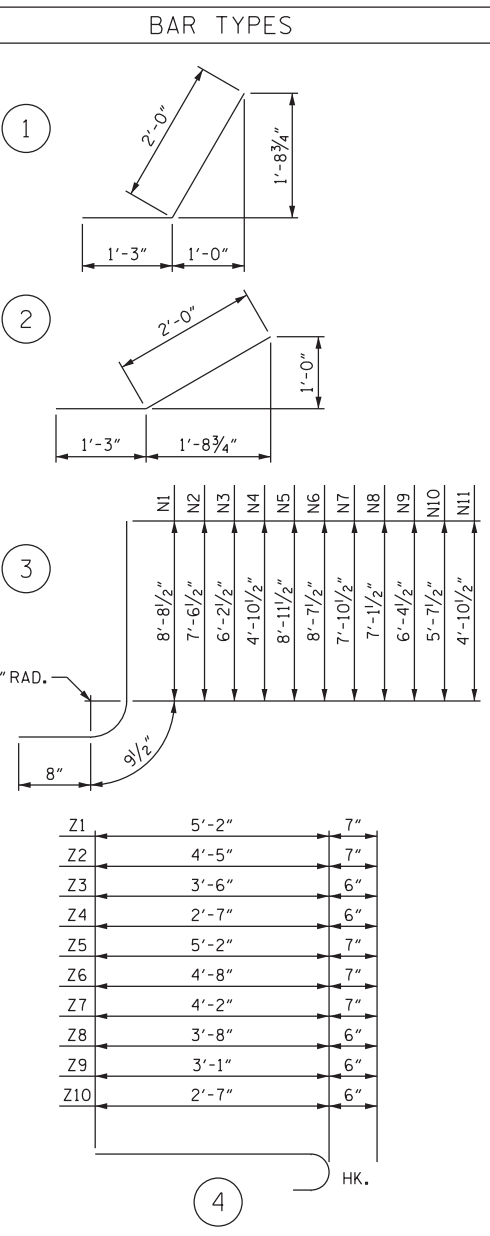 BAR TYPES
1
2'-0"
1'-8¾"
1'-3"
1'-0"
2
2'-0"
1'-0"
1'-3"
1'-8¾"
3
N1
N2
N3
N4
N5
N6
N7
N8
N9
N10
N11
8'-8½"
7'-6½"
6'-2½"
4'-10½"
8'-11½"
8'-7½"
7'-10½"
7'-1½"
6'-4½"
5'-7½"
4'-10½"
" RAD.
9½"
8"
Z1 5'-2" 7"
Z2 4'-5" 7"
Z3 3'-6" 6"
Z4 2'-7" 6"
Z5 5'-2" 7"
Z6 4'-8" 7"
Z7 4'-2" 7"
Z8 3'-8" 6"
Z9 3'-1" 6"
Z10 2'-7" 6"
HK.
4